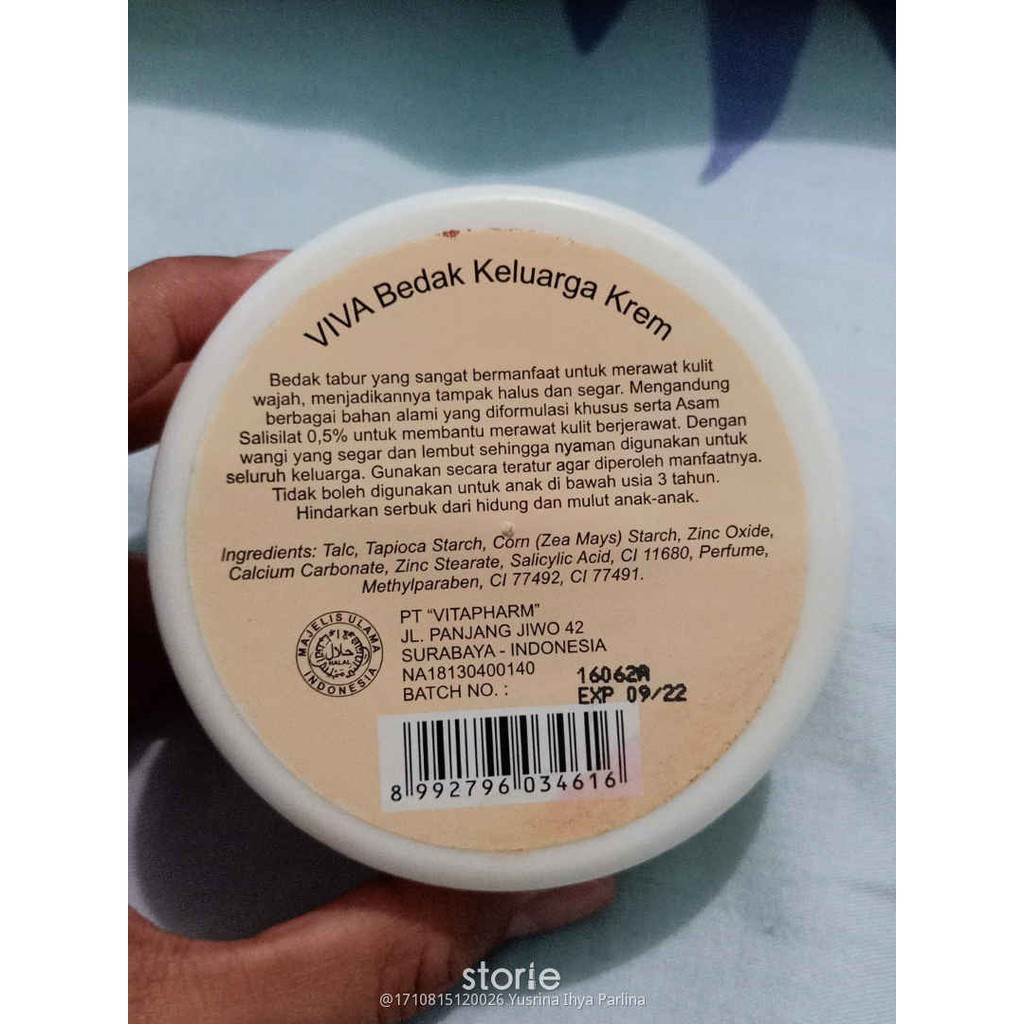 VIVA Bedak Keluarga Krem
Bedak tabur yang sangat bermanfaat untuk merawat kulit
wajah, menjadikannya tampak halus dan segar. Mengandung
berbagai bahan alami yang diformulasi khusus serta Asam
Salisilat 0,5% untuk membantu merawat kulit berjerawat. Dengan
wangi yang segar dan lembut sehingga nyaman digunakan untuk
seluruh keluarga. Gunakan secara teratur agar diperoleh manfaatnya.
Tidak boleh digunakan untuk anak di bawah usia 3 tahun.
Hindarkan serbuk dari hidung dan mulut anak-anak.
Ingredients: Talc, Tapioca Starch, Corn (Zea Mays) Starch, Zinc Oxide,
Calcium Carbonate, Zinc Stearate, Salicylic Acid, CI 11680, Perfume,
Methylparaben, CI 77492, CI 77491.
MAJELIS ULAMA
حلال
HALAL
INDONESIA
PT "VITAPHARM"
JL. PANJANG JIWO 42
SURABAYA - INDONESIA
NA18130400140
BATCH NO. : 16062A
EXP 09/22
8 992796 034616
storie
@1710815120026 Yusrina Ihya Parlina